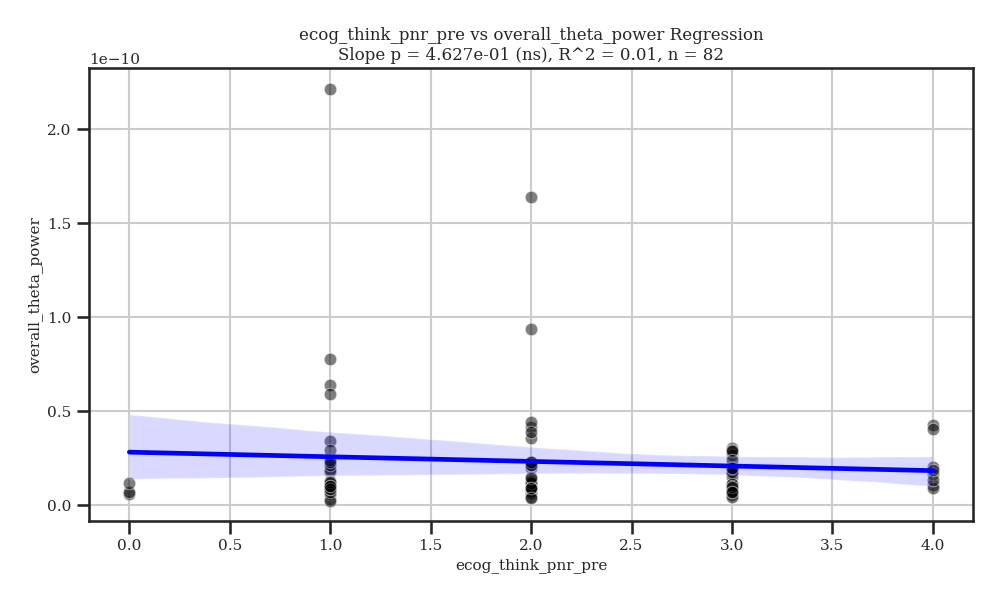 ecog_think_pnr_pre vs overall_theta_power Regression
Slope p = 4.627e-01 (ns), R^2 = 0.01, n = 82
1e−10
2.0
1.5
1.0
0.5
0.0
overall_theta_power
0.0 0.5 1.0 1.5 2.0 2.5 3.0 3.5 4.0
ecog_think_pnr_pre